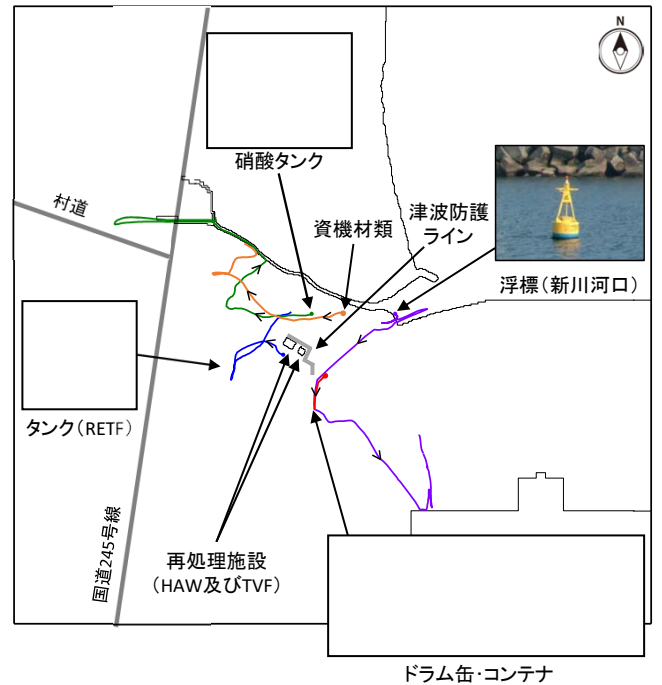 N
硝酸タンク
村道
資機材類
津波防護
ライン
浮標(新川河口)
タンク(RETF)
国道245号線
再処理施設
(HAW及びTVF)
ドラム缶・コンテナ